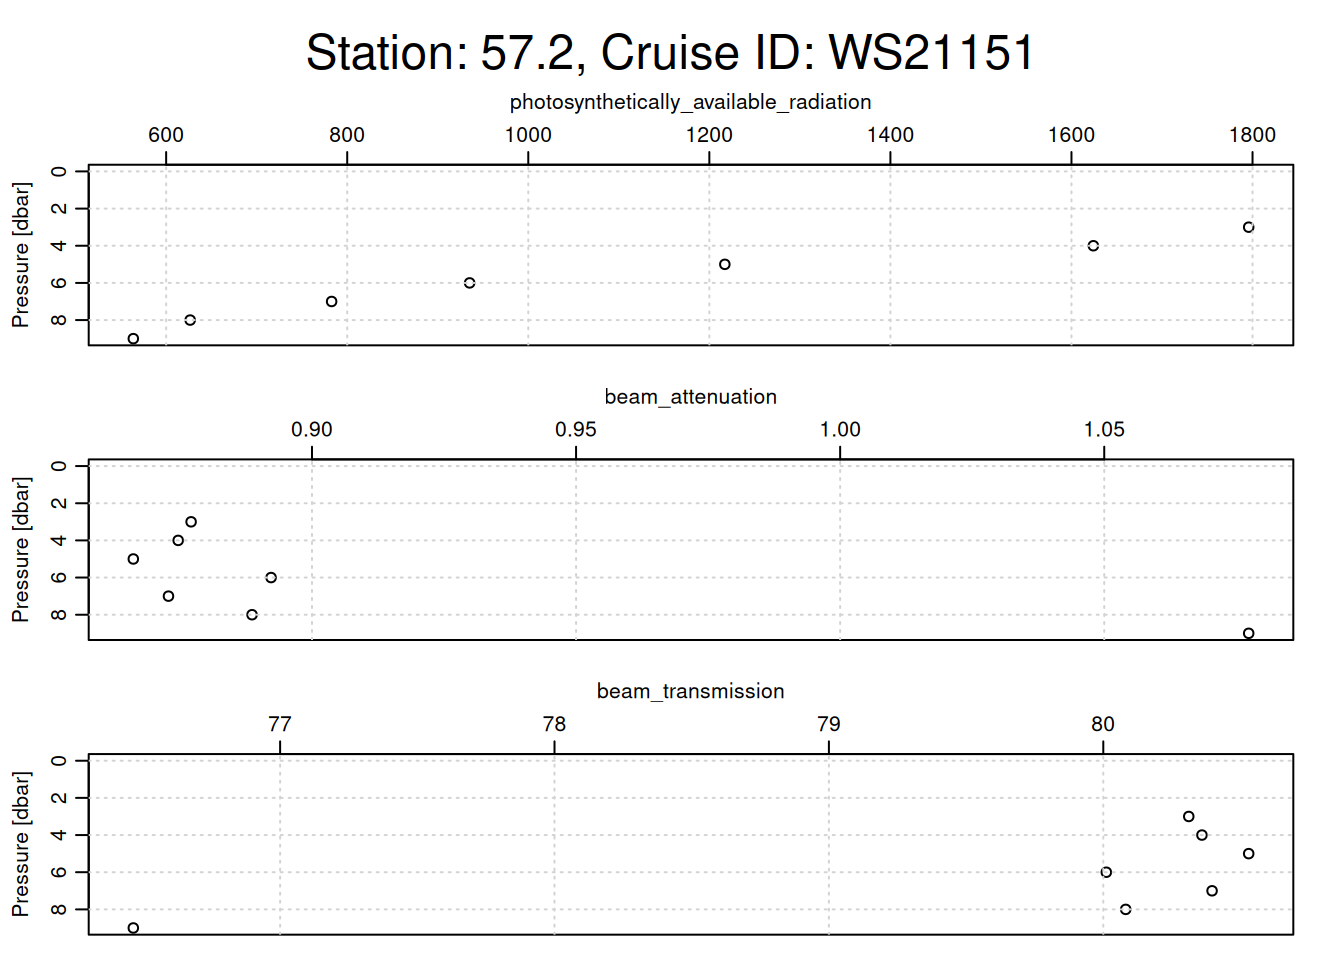 Station: 57.2, Cruise ID: WS21151
photosynthetically_available_radiation
600 800 1000 1200 1400 1600 1800
Pressure [dbar]
0
2
4
6
8
beam_attenuation
0.90 0.95 1.00 1.05
Pressure [dbar]
0
2
4
6
8
beam_transmission
77 78 79 80
Pressure [dbar]
0
2
4
6
8